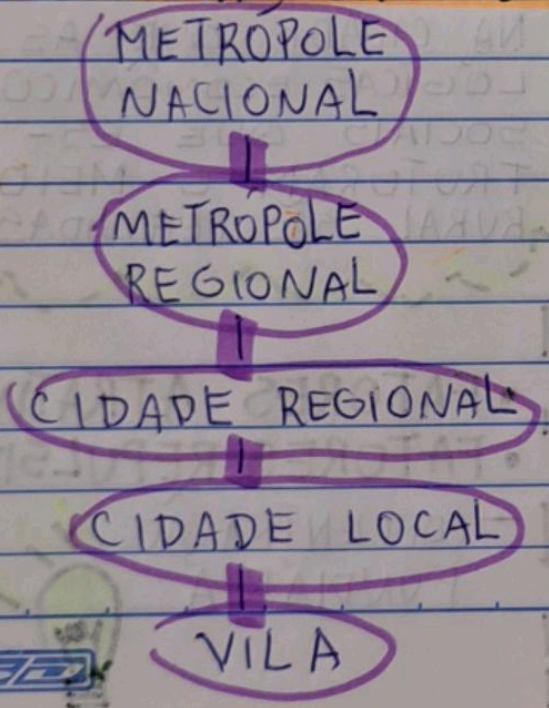 METRÓPOLE
NACIONAL
METRÓPOLE
REGIONAL
CIDADE REGIONAL
CIDADE LOCAL
VILA